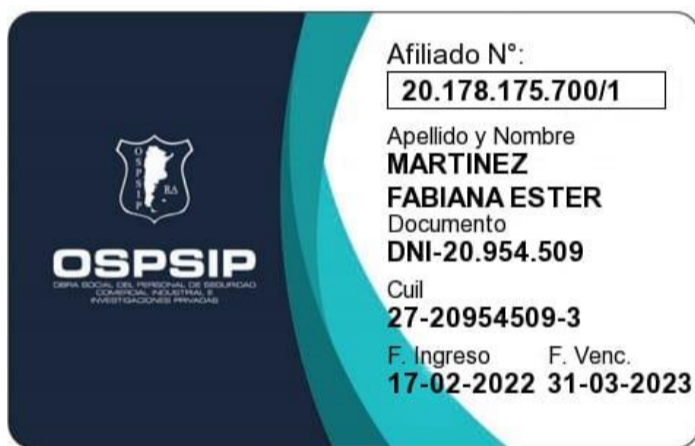 OSPSIP
RA
OSPSIP
OBRA SOCIAL DEL PERSONAL DE SEGURIDAD
COMERCIAL, INDUSTRIAL E
INVESTIGACIONES PRIVADAS
Afiliado N°:
20.178.175.700/1
Apellido y Nombre
MARTINEZ
FABIANA ESTER
Documento
DNI-20.954.509
Cuil
27-20954509-3
F. Ingreso F. Venc.
17-02-2022 31-03-2023